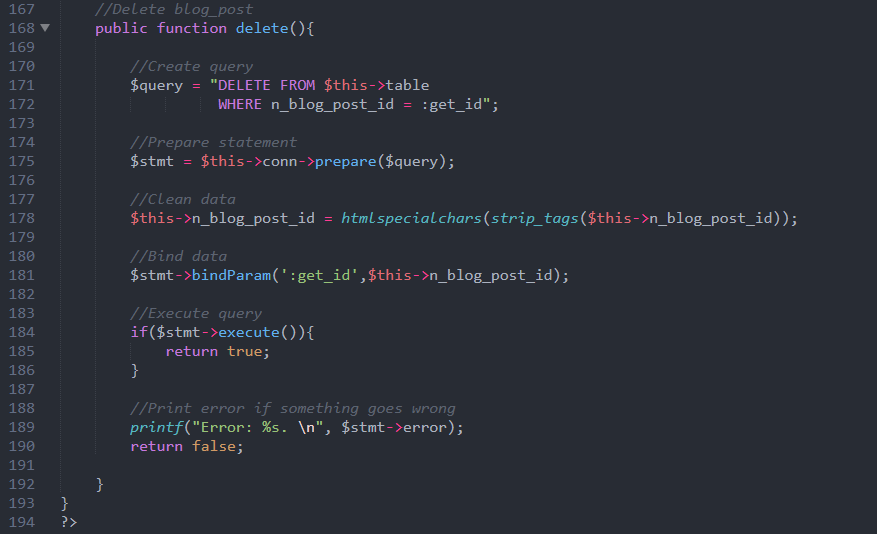 167 //Delete blog_post
168 public function delete(){
169
170 //Create query
171 $query = "DELETE FROM $this->table
172 WHERE n_blog_post_id = :get_id";
173
174 //Prepare statement
175 $stmt = $this->conn->prepare($query);
176
177 //Clean data
178 $this->n_blog_post_id = htmlspecialchars(strip_tags($this->n_blog_post_id));
179
180 //Bind data
181 $stmt->bindParam(':get_id',$this->n_blog_post_id);
182
183 //Execute query
184 if($stmt->execute()){
185 return true;
186 }
187
188 //Print error if something goes wrong
189 printf("Error: %s. \n", $stmt->error);
190 return false;
191
192 }
193 }
194 ?>